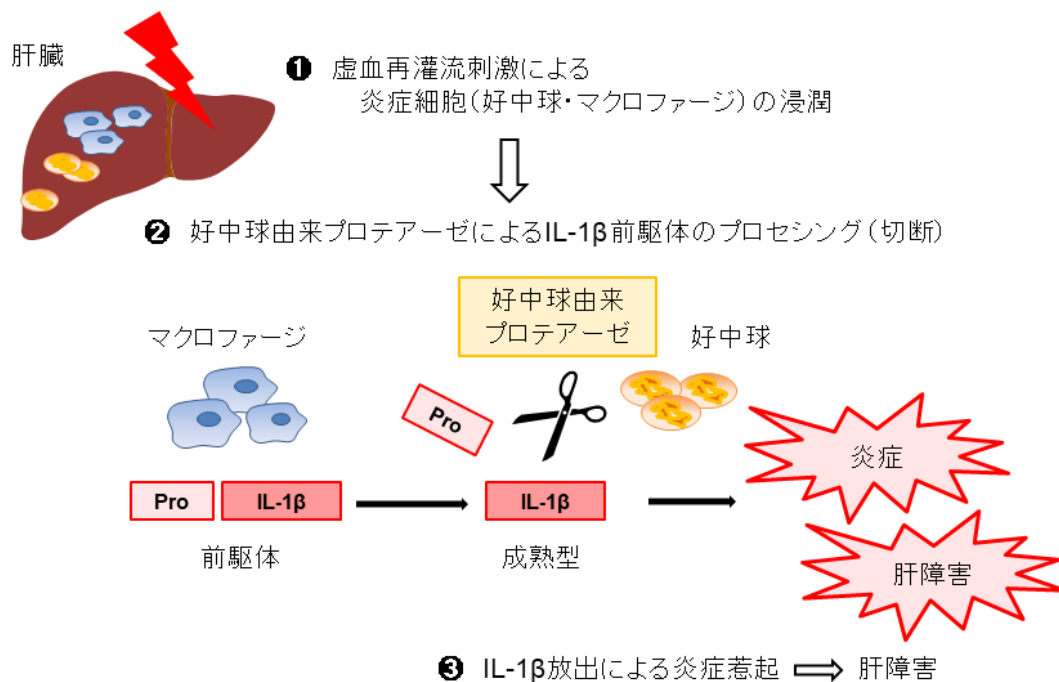 肝臓
❶ 虚血再灌流刺激による
炎症細胞(好中球・マクロファージ)の浸潤
❷ 好中球由来プロテアーゼによるIL-1β前駆体のプロセシング(切断)
好中球由来
プロテアーゼ
マクロファージ
好中球
Pro
炎症
Pro
IL-1β
IL-1β
前駆体
成熟型
肝障害
❸ IL-1β放出による炎症惹起 ⇨ 肝障害